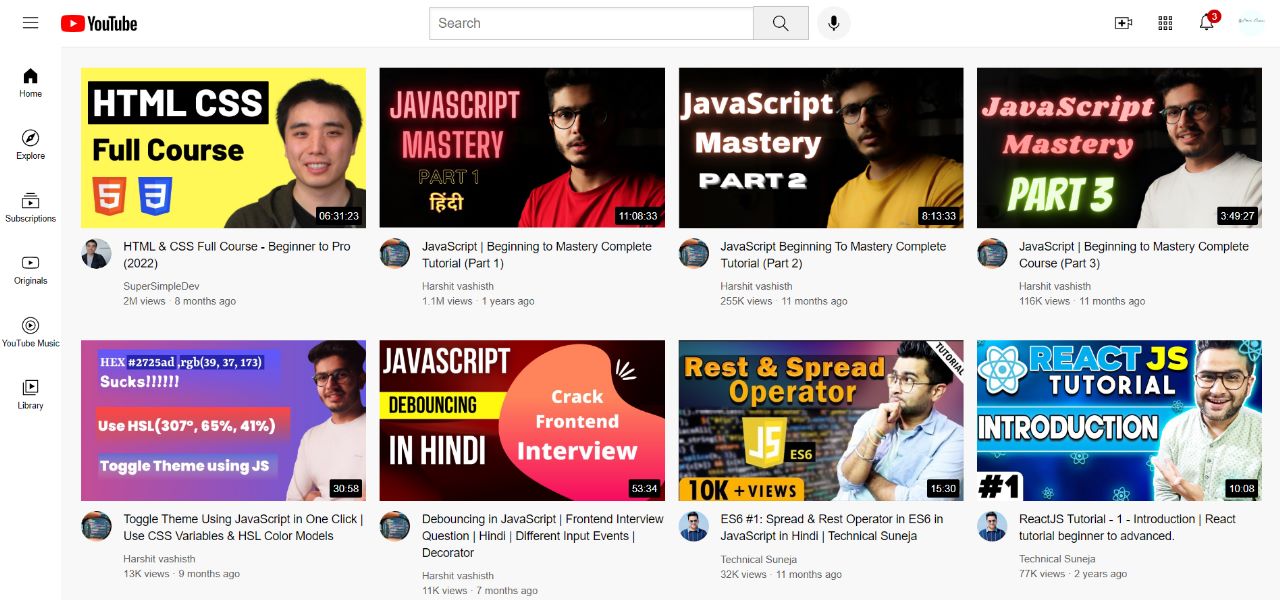 YouTube
Search
3
Home
Explore
Subscriptions
Originals
YouTube Music
Library
HTML CSS
Full Course
5
3
06:31:23
HTML & CSS Full Course - Beginner to Pro
(2022)
SuperSimpleDev
2M views · 8 months ago
JAVASCRIPT
MASTERY
PART 1
हिंदी
11:08:33
JavaScript | Beginning to Mastery Complete
Tutorial (Part 1)
Harshit vashisth
1.1M views · 1 years ago
JavaScript
Mastery
PART 2
8:13:33
JavaScript Beginning To Mastery Complete
Tutorial (Part 2)
Harshit vashisth
255K views · 11 months ago
JavaScript
Mastery
PART 3
3:49:27
JavaScript | Beginning to Mastery Complete
Course (Part 3)
Harshit vashisth
116K views · 11 months ago
HEX #2725ad ,rgb(39, 37, 173)
Sucks!!!!!!
Use HSL(307°, 65%, 41%)
Toggle Theme using JS
30:58
Toggle Theme Using JavaScript in One Click |
Use CSS Variables & HSL Color Models
Harshit vashisth
13K views · 9 months ago
JAVASCRIPT
DEBOUNCING
IN HINDI
Crack
Frontend
Interview
53:34
Debouncing in JavaScript | Frontend Interview
Question | Hindi | Different Input Events |
Decorator
Harshit vashisth
11K views · 7 months ago
Rest & Spread
Operator
TUTORIAL
JS
ES6
10K + VIEWS
15:30
ES6 #1: Spread & Rest Operator in ES6 in
JavaScript in Hindi | Technical Suneja
Technical Suneja
32K views · 11 months ago
REACT JS
TUTORIAL
INTRODUCTION
#1
10:08
ReactJS Tutorial - 1 - Introduction | React
tutorial beginner to advanced.
Technical Suneja
77K views · 2 years ago